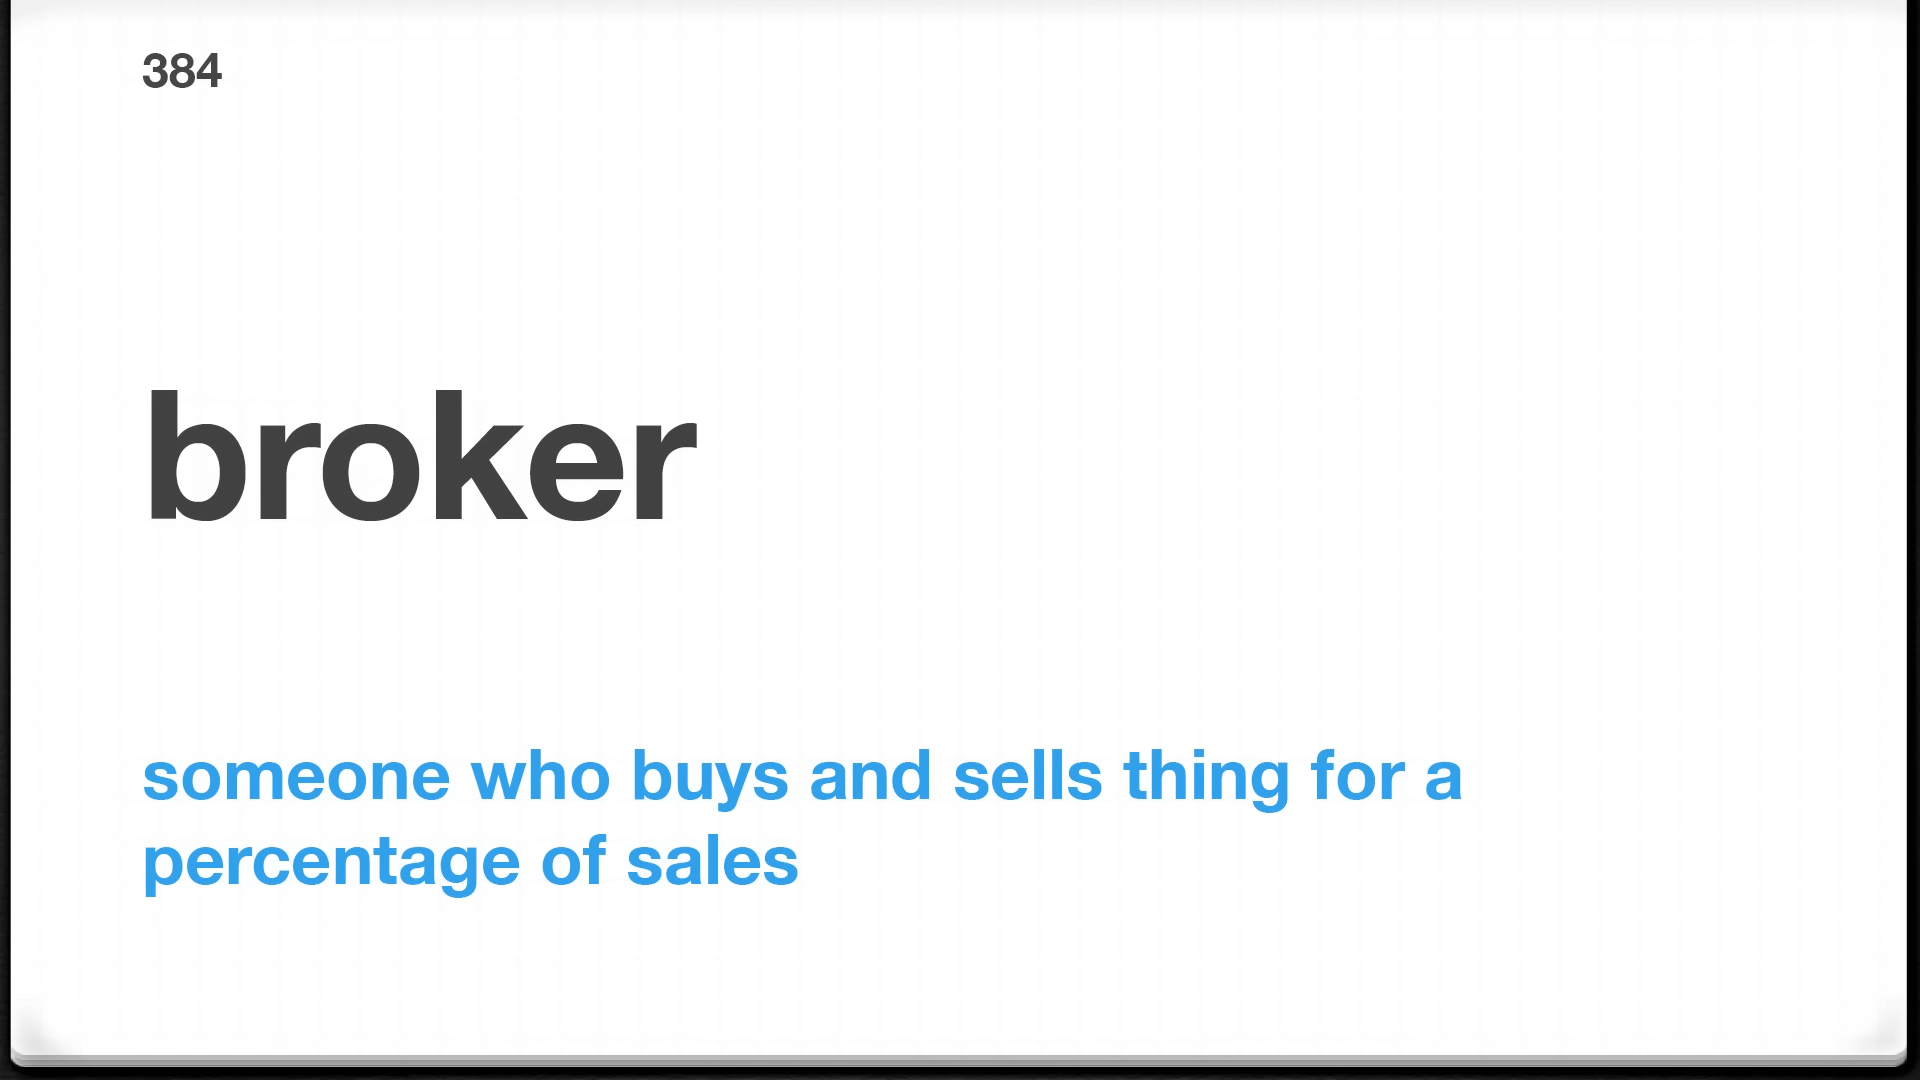 384
broker
someone who buys and sells thing for a
percentage of sales